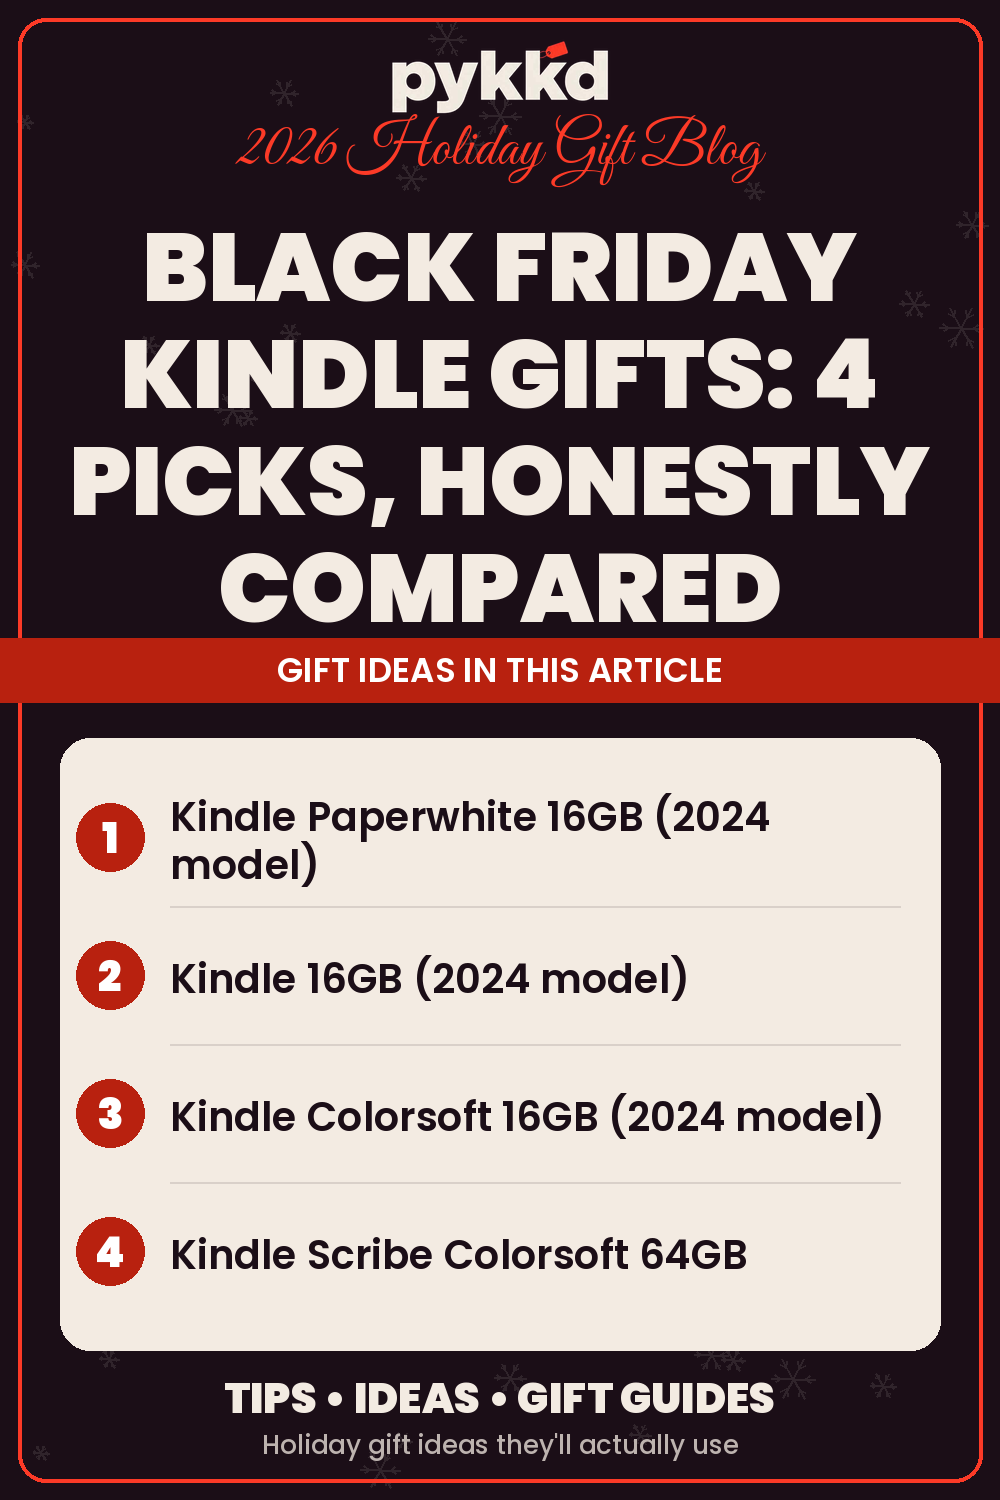 pykkd
2026 Holiday Gift Blog
BLACK FRIDAY
KINDLE GIFTS: 4
PICKS, HONESTLY
COMPARED
GIFT IDEAS IN THIS ARTICLE
1 Kindle Paperwhite 16GB (2024
model)
2 Kindle 16GB (2024 model)
3 Kindle Colorsoft 16GB (2024 model)
4 Kindle Scribe Colorsoft 64GB
TIPS • IDEAS • GIFT GUIDES
Holiday gift ideas they'll actually use